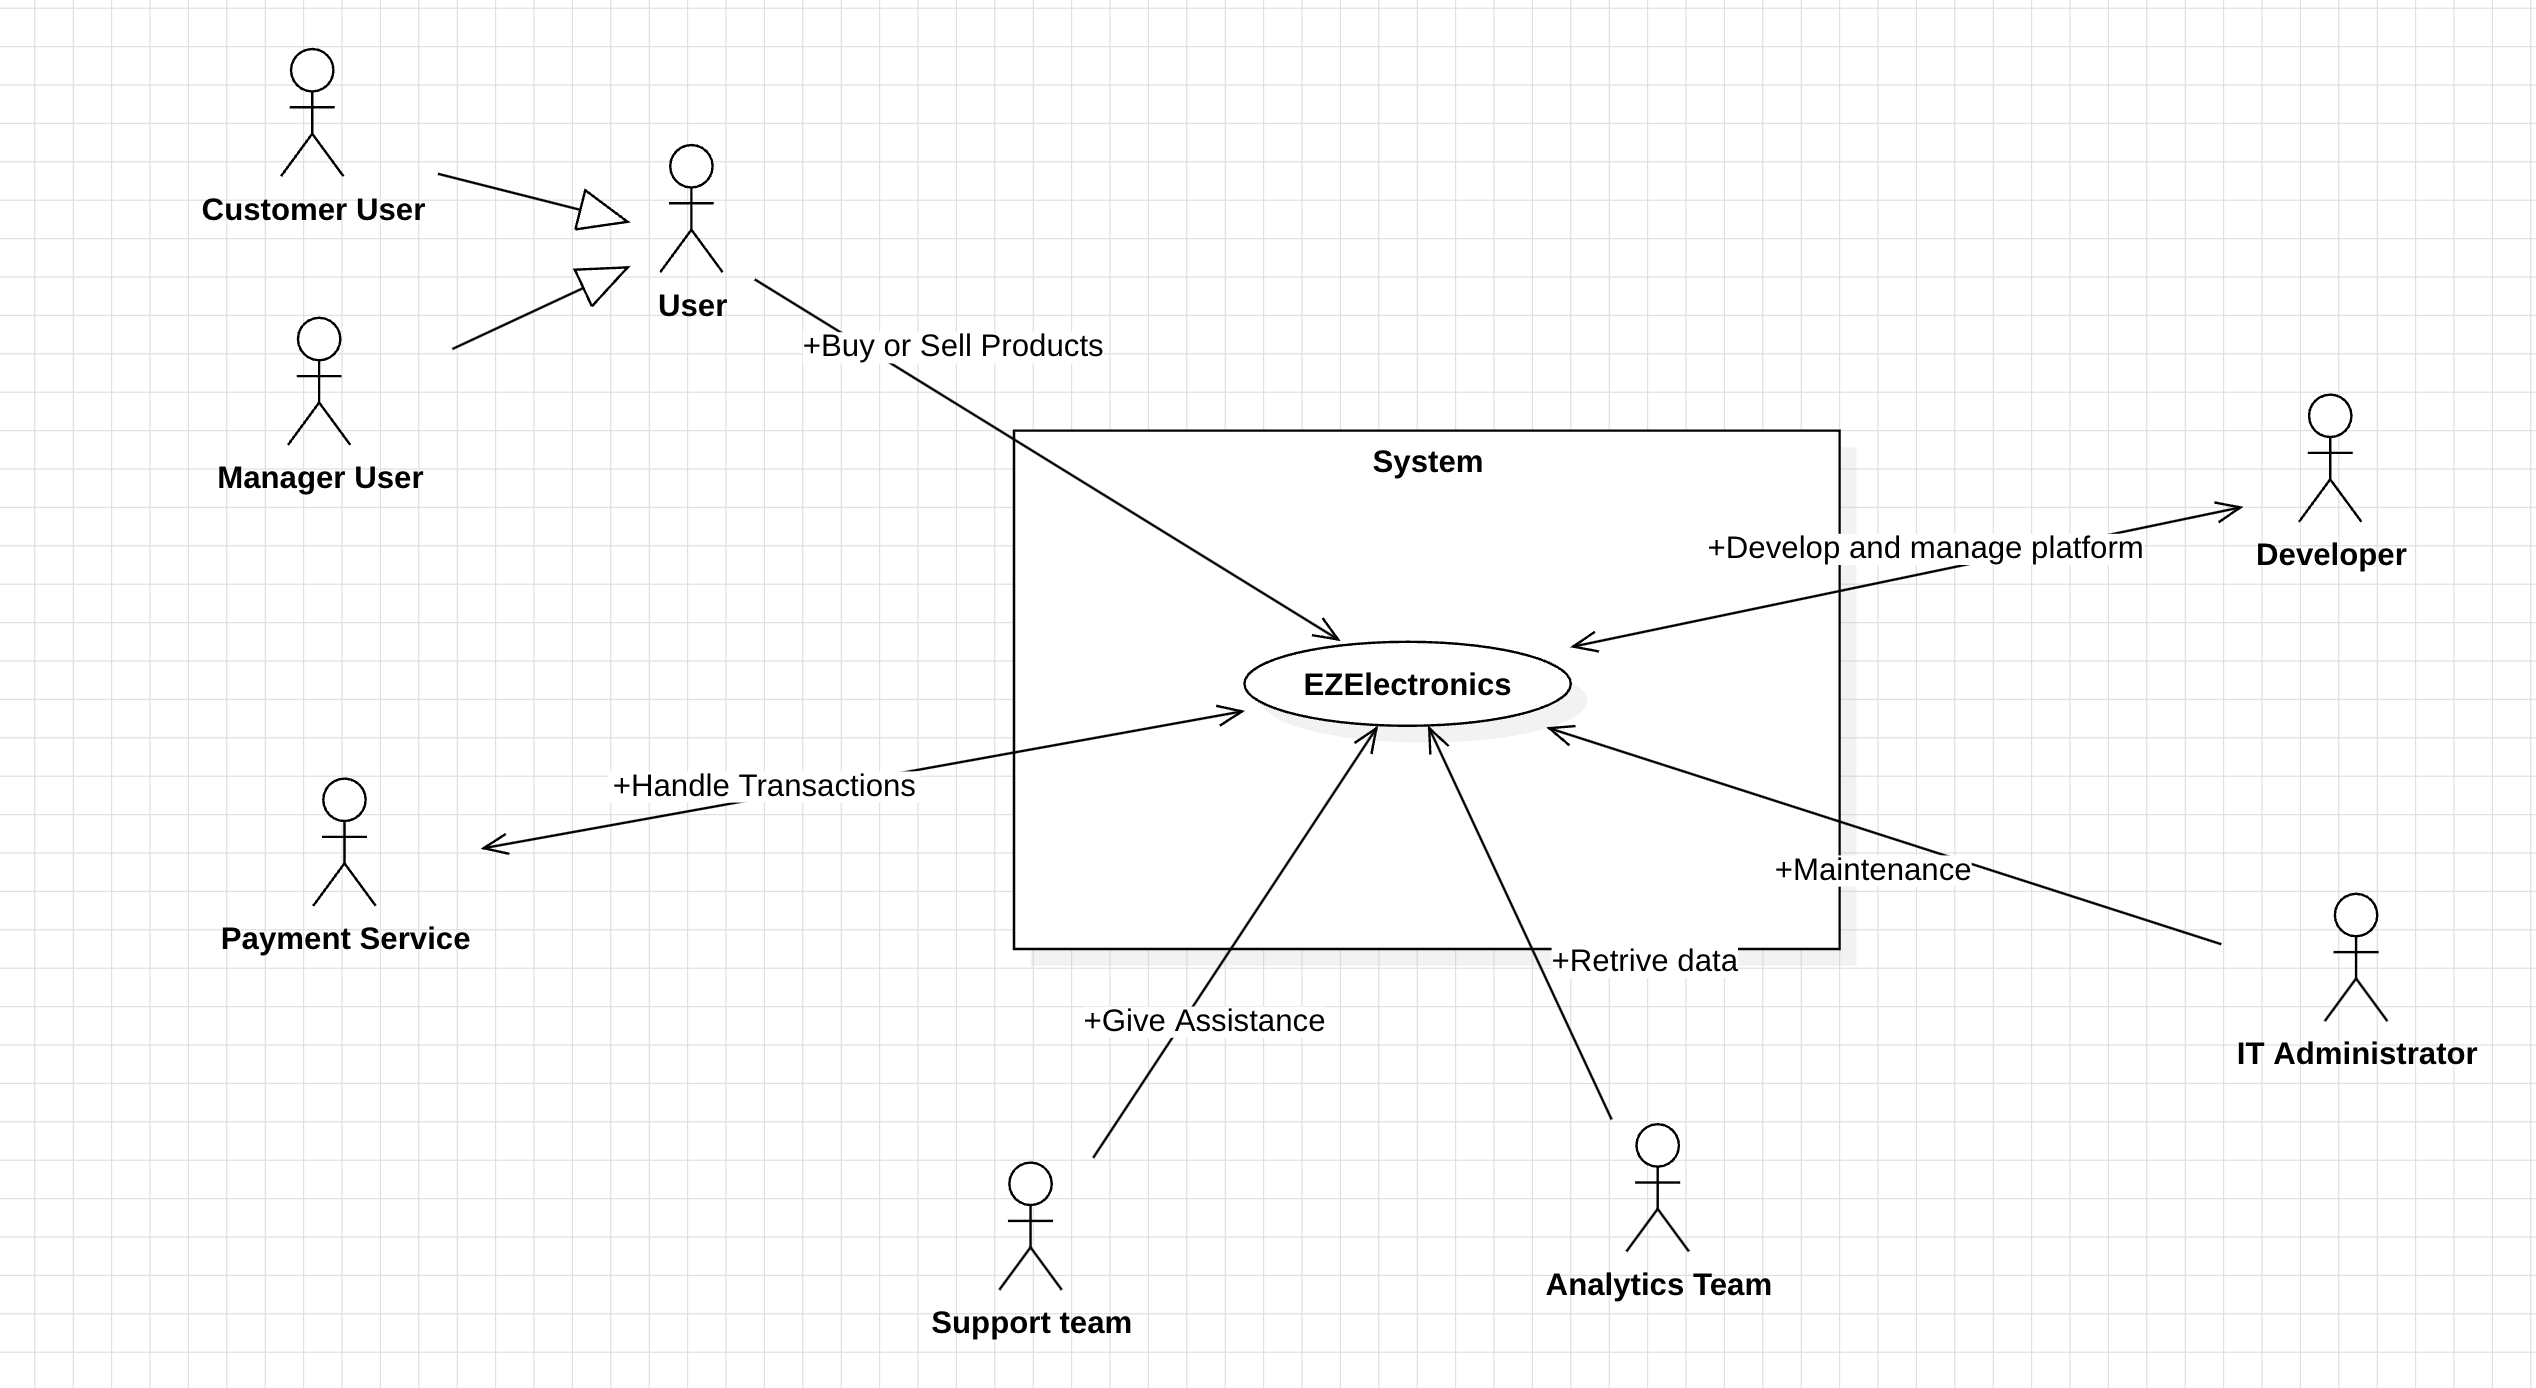 Customer User
User
+Buy or Sell Products
Manager User
System
+Develop and manage platform
Developer
EZElectronics
+Handle Transactions
Payment Service
+Maintenance
+Retrive data
+Give Assistance
IT Administrator
Analytics Team
Support team